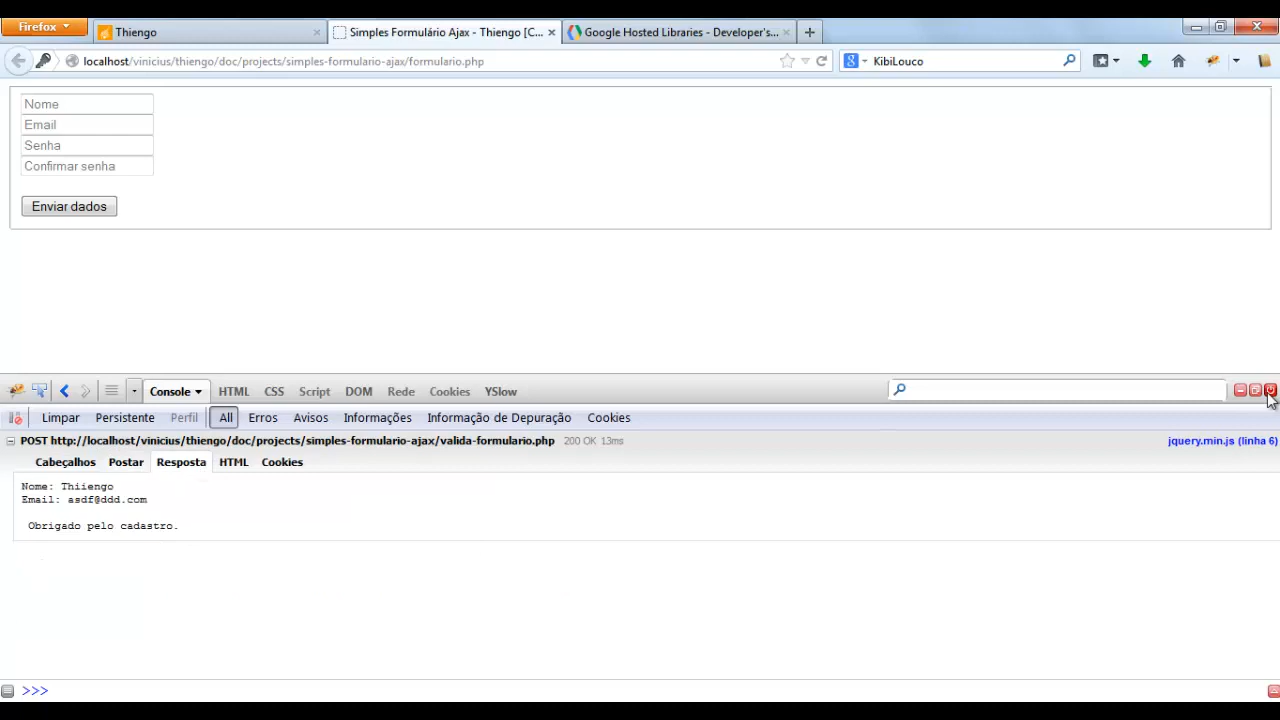 Firefox
Thiengo
Simples Formulário Ajax - Thiengo [C...
Google Hosted Libraries - Developer's...
localhost/vinicius/thiengo/doc/projects/simples-formulario-ajax/formulario.php
KibiLouco
Nome
Email
Senha
Confirmar senha
Enviar dados
Console HTML CSS Script DOM Rede Cookies YSlow
Limpar Persistente Perfil All Erros Avisos Informações Informação de Depuração Cookies
POST http://localhost/vinicius/thiengo/doc/projects/simples-formulario-ajax/valida-formulario.php 200 OK 13ms jquery.min.js (linha 6)
Cabeçalhos Postar Resposta HTML Cookies
Nome: Thiiengo
Email: asdf@ddd.com
Obrigado pelo cadastro.
>>>